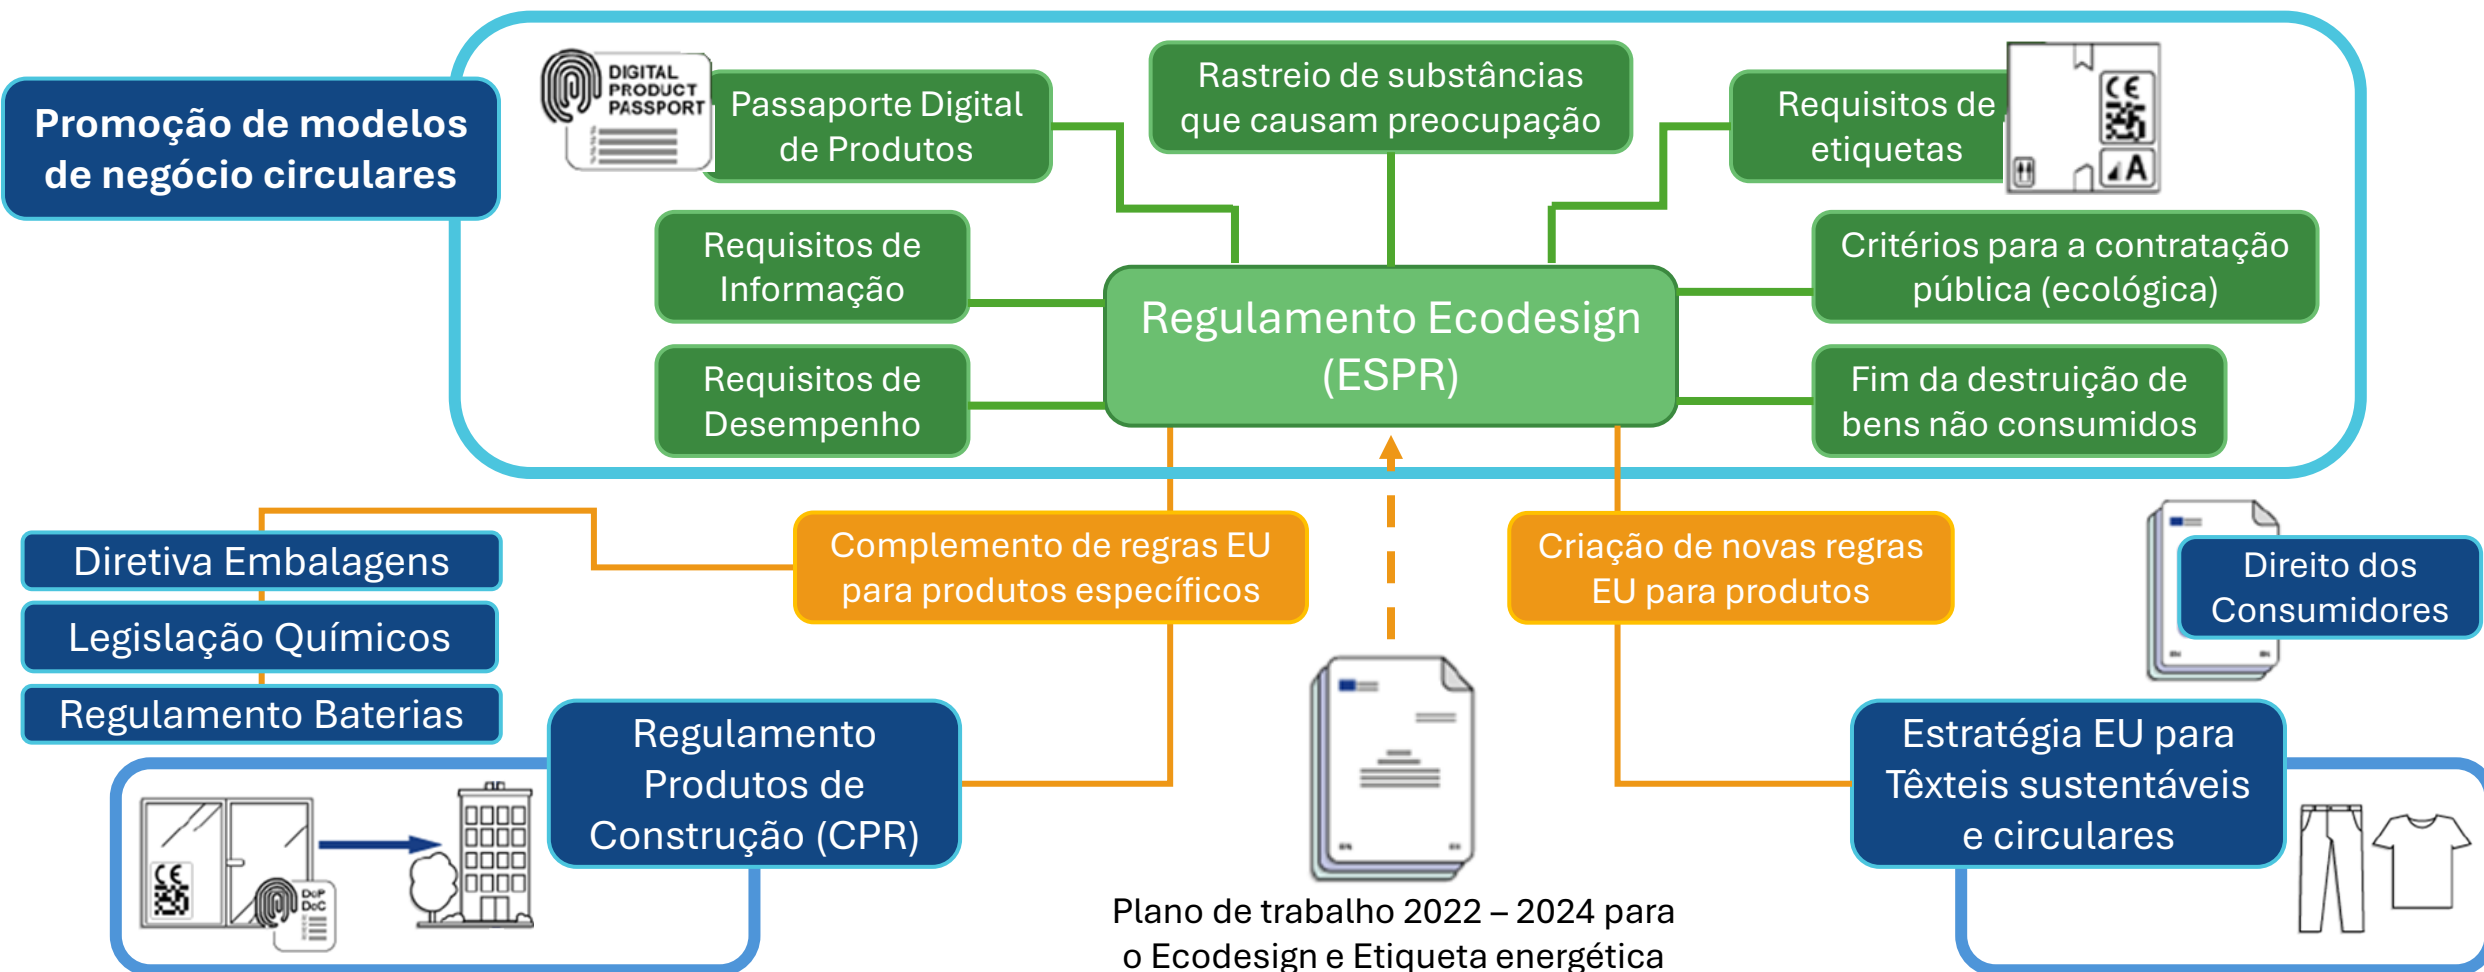 Promoção de modelos
de negócio circulares
DIGITAL
PRODUCT
PASSPORT
Passaporte Digital
de Produtos
Rastreio de substâncias
que causam preocupação
Requisitos de
etiquetas
CE
A
Requisitos de
Informação
Critérios para a contratação
pública (ecológica)
Regulamento Ecodesign
(ESPR)
Requisitos de
Desempenho
Fim da destruição de
bens não consumidos
Diretiva Embalagens
Legislação Químicos
Regulamento Baterias
Complemento de regras EU
para produtos específicos
Criação de novas regras
EU para produtos
Direito dos
Consumidores
Regulamento
Produtos de
Construção (CPR)
CE
DoP
DoC
Estratégia EU para
Têxteis sustentáveis
e circulares
Plano de trabalho 2022 – 2024 para
o Ecodesign e Etiqueta energética